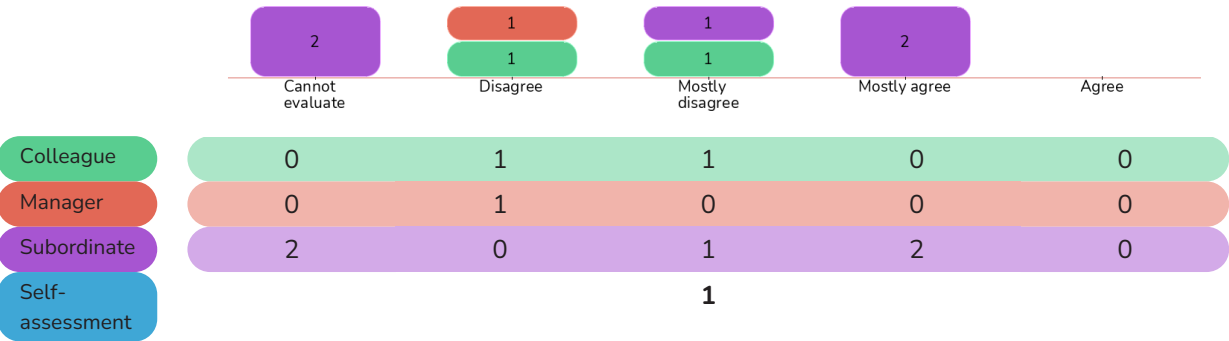 2
1
1
1
1
2
Cannot
evaluate
Disagree
Mostly
disagree
Mostly agree
Agree
Colleague 0 1 1 0 0
Manager 0 1 0 0 0
Subordinate 2 0 1 2 0
Self-
assessment
1